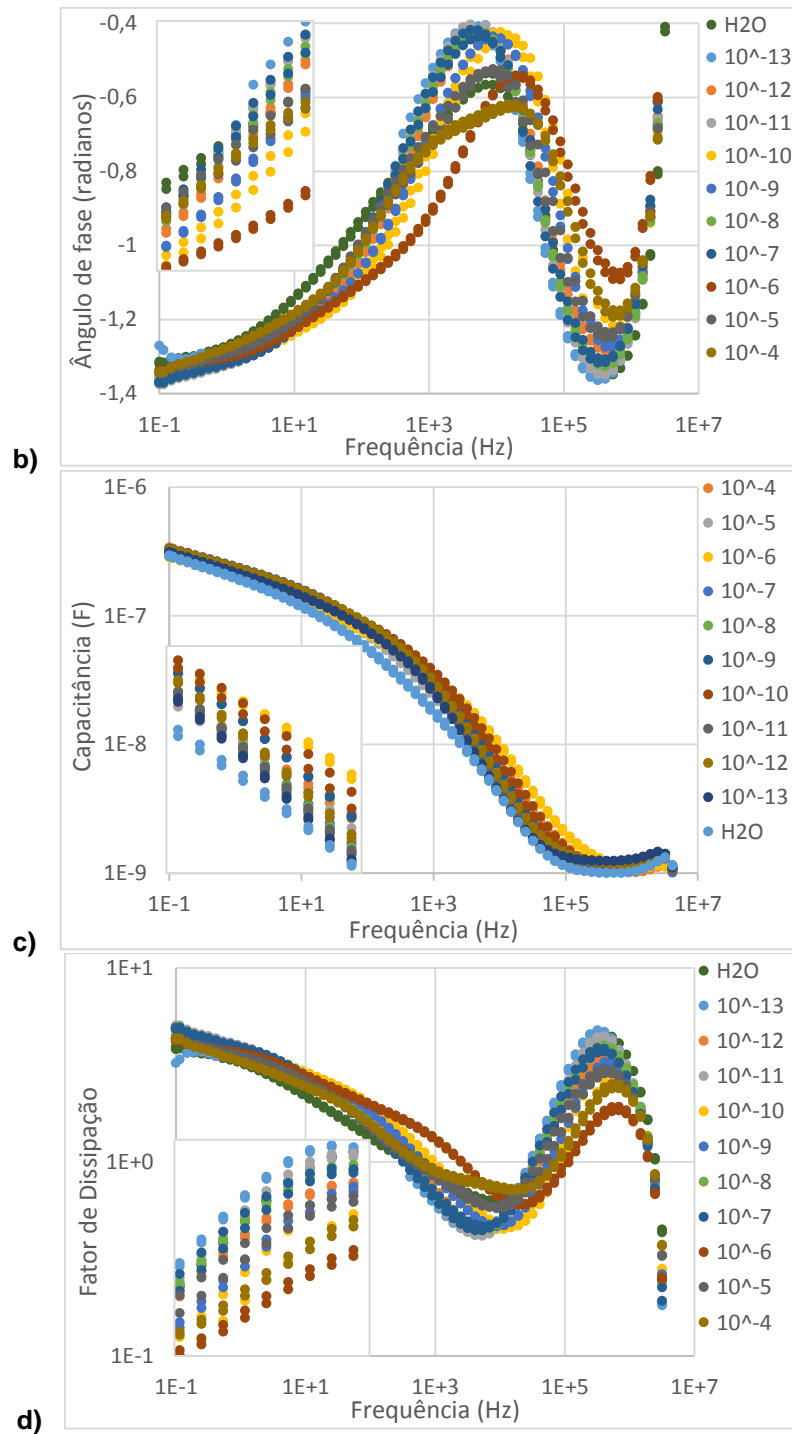 Ângulo de fase (radianos)
-0,4
-0,6
-0,8
-1
-1,2
-1,4
1E-1
1E+1
1E+3
1E+5
1E+7
Frequência (Hz)
H2O
10^-13
10^-12
10^-11
10^-10
10^-9
10^-8
10^-7
10^-6
10^-5
10^-4
b)
Capacitância (F)
1E-6
1E-7
1E-8
1E-9
1E-1
1E+1
1E+3
1E+5
1E+7
Frequência (Hz)
10^-4
10^-5
10^-6
10^-7
10^-8
10^-9
10^-10
10^-11
10^-12
10^-13
H2O
c)
Fator de Dissipação
1E+1
1E+0
1E-1
1E-1
1E+1
1E+3
1E+5
1E+7
Frequência (Hz)
H2O
10^-13
10^-12
10^-11
10^-10
10^-9
10^-8
10^-7
10^-6
10^-5
10^-4
d)